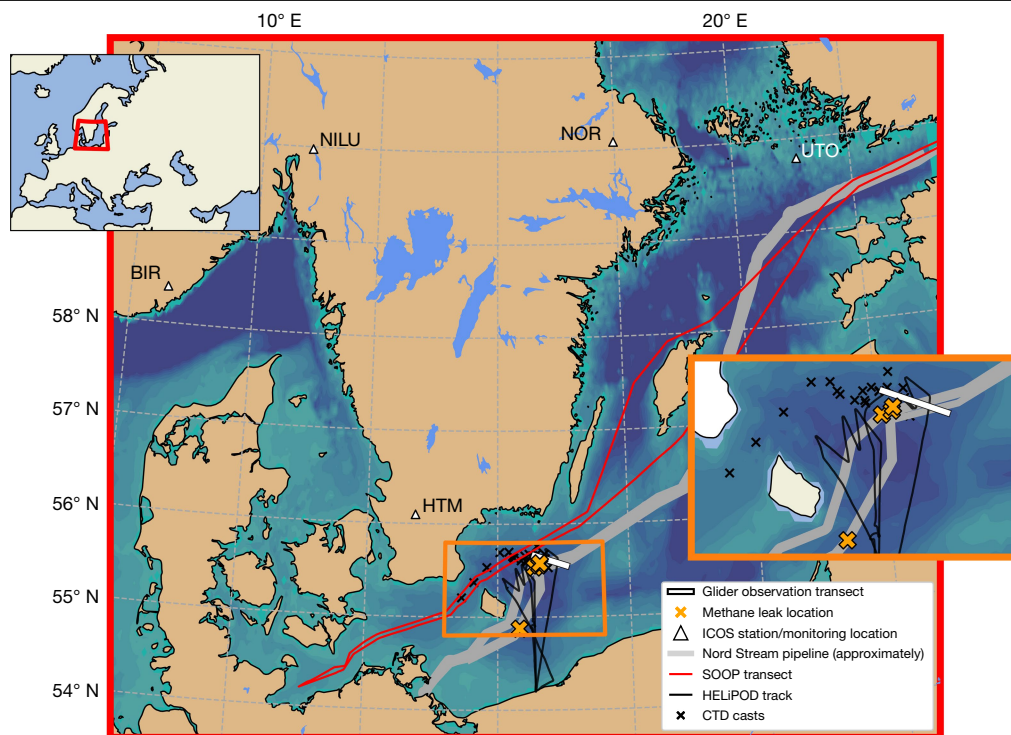 10° E
20° E
NILU
NOR
UTO
BIR
58° N
57° N
56° N
HTM
55° N
54° N
Glider observation transect
Methane leak location
ICOS station/monitoring location
Nord Stream pipeline (approximately)
SOOP transect
HELiPOD track
CTD casts